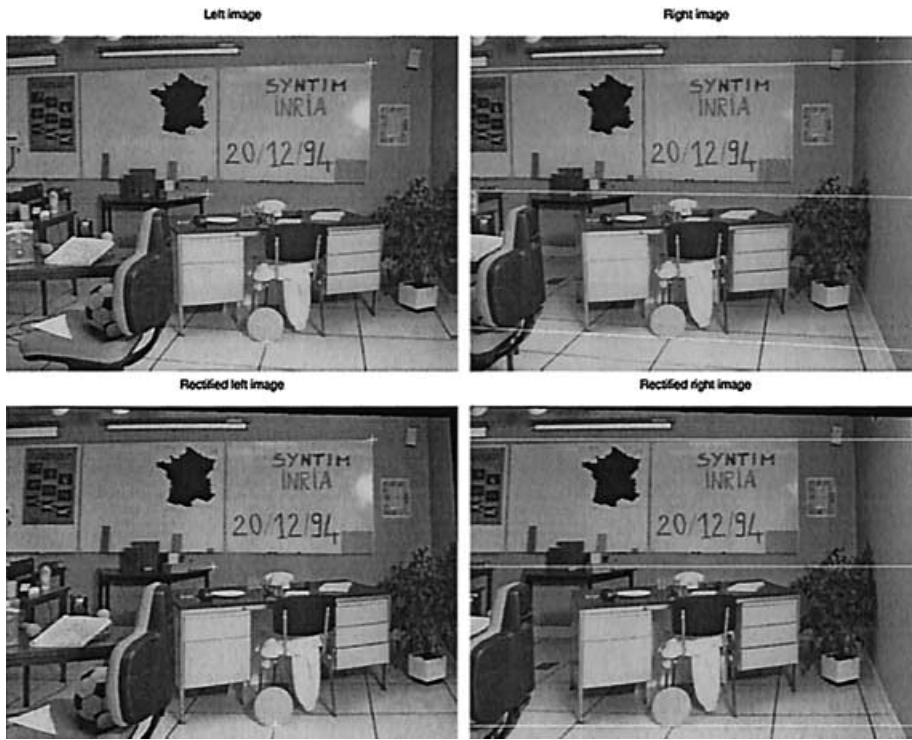 Left image
Right image
SYNTIM
INRIA
20/12/94
SYNTIM
INRIA
20/12/94
Rectified left image
Rectified right image
SYNTIM
INRIA
20/12/94
SYNTIM
INRIA
20/12/94